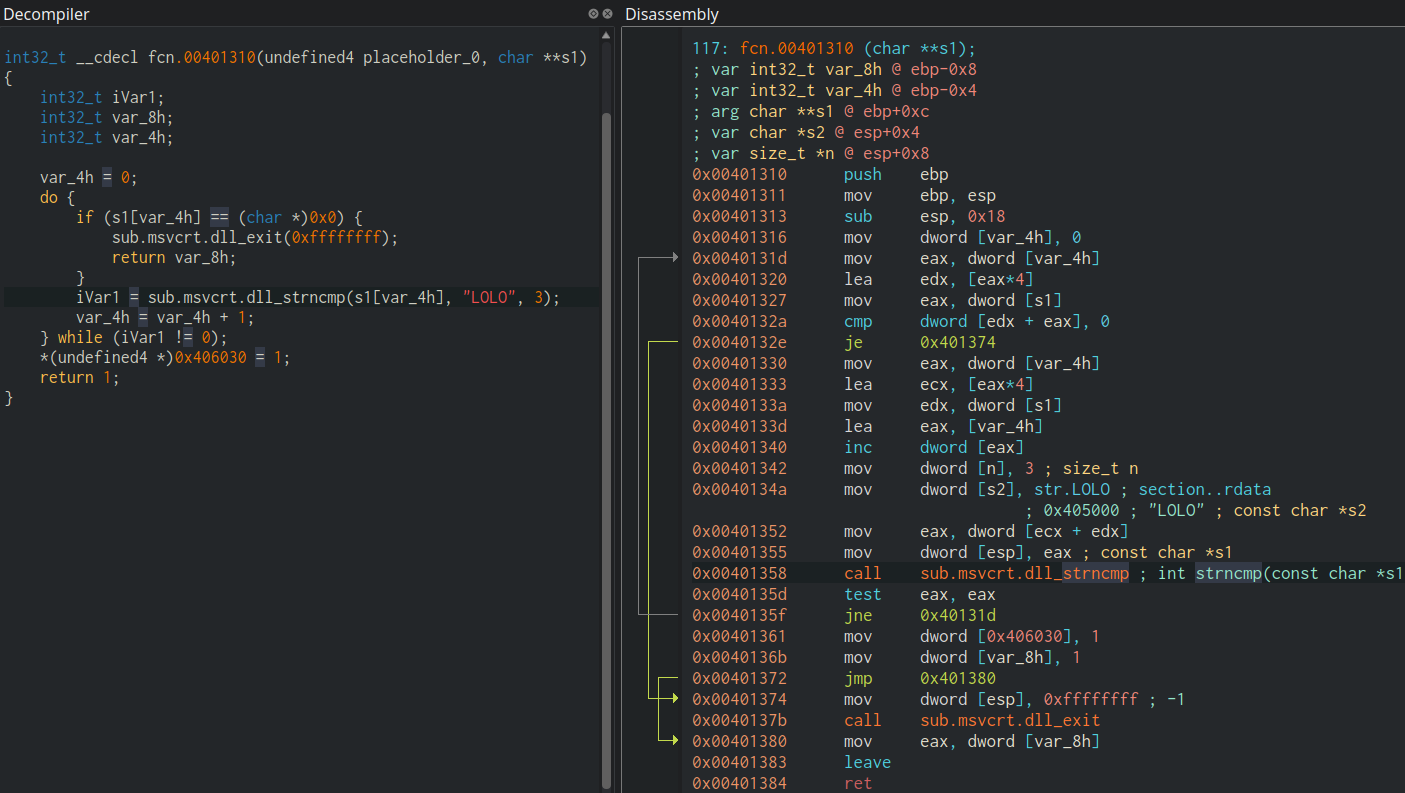 Decompiler
int32_t __cdecl fcn.00401310(undefined4 placeholder_0, char **s1)
{
    int32_t iVar1;
    int32_t var_8h;
    int32_t var_4h;

    var_4h = 0;
    do {
        if (s1[var_4h] == (char *)0x0) {
            sub.msvcrt.dll_exit(0xffffffff);
            return var_8h;
        }
        iVar1 = sub.msvcrt.dll_strncmp(s1[var_4h], "LOLO", 3);
        var_4h = var_4h + 1;
    } while (iVar1 != 0);
    *(undefined4 *)0x406030 = 1;
    return 1;
}
Disassembly
117: fcn.00401310 (char **s1);
; var int32_t var_8h @ ebp-0x8
; var int32_t var_4h @ ebp-0x4
; arg char **s1 @ ebp+0xc
; var char *s2 @ esp+0x4
; var size_t *n @ esp+0x8
0x00401310 push ebp
0x00401311 mov ebp, esp
0x00401313 sub esp, 0x18
0x00401316 mov dword [var_4h], 0
0x0040131d mov eax, dword [var_4h]
0x00401320 lea edx, [eax*4]
0x00401327 mov eax, dword [s1]
0x0040132a cmp dword [edx + eax], 0
0x0040132e je 0x401374
0x00401330 mov eax, dword [var_4h]
0x00401333 lea ecx, [eax*4]
0x0040133a mov edx, dword [s1]
0x0040133d lea eax, [var_4h]
0x00401340 inc dword [eax]
0x00401342 mov dword [n], 3 ; size_t n
0x0040134a mov dword [s2], str.LOLO ; section..rdata
; 0x405000 ; "LOLO" ; const char *s2
0x00401352 mov eax, dword [ecx + edx]
0x00401355 mov dword [esp], eax ; const char *s1
0x00401358 call sub.msvcrt.dll_strncmp ; int strncmp(const char *s1
0x0040135d test eax, eax
0x0040135f jne 0x40131d
0x00401361 mov dword [0x406030], 1
0x0040136b mov dword [var_8h], 1
0x00401372 jmp 0x401380
0x00401374 mov dword [esp], 0xffffffff ; -1
0x0040137b call sub.msvcrt.dll_exit
0x00401380 mov eax, dword [var_8h]
0x00401383 leave
0x00401384 ret